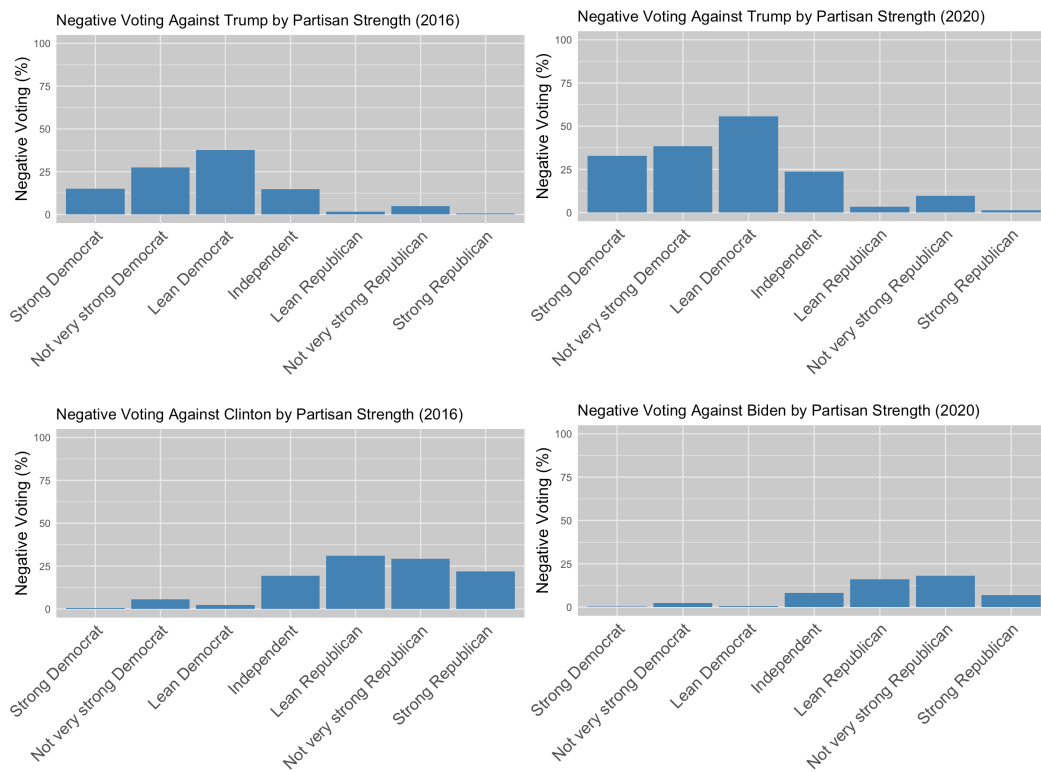 Negative Voting Against Trump by Partisan Strength (2016)
Negative Voting (%)
100
75
50
25
0
Strong Democrat
Not very strong Democrat
Lean Democrat
Independent
Lean Republican
Not very strong Republican
Strong Republican
Negative Voting Against Trump by Partisan Strength (2020)
Negative Voting (%)
100
75
50
25
0
Strong Democrat
Not very strong Democrat
Lean Democrat
Independent
Lean Republican
Not very strong Republican
Strong Republican
Negative Voting Against Clinton by Partisan Strength (2016)
Negative Voting (%)
100
75
50
25
0
Strong Democrat
Not very strong Democrat
Lean Democrat
Independent
Lean Republican
Not very strong Republican
Strong Republican
Negative Voting Against Biden by Partisan Strength (2020)
Negative Voting (%)
100
75
50
25
0
Strong Democrat
Not very strong Democrat
Lean Democrat
Independent
Lean Republican
Not very strong Republican
Strong Republican